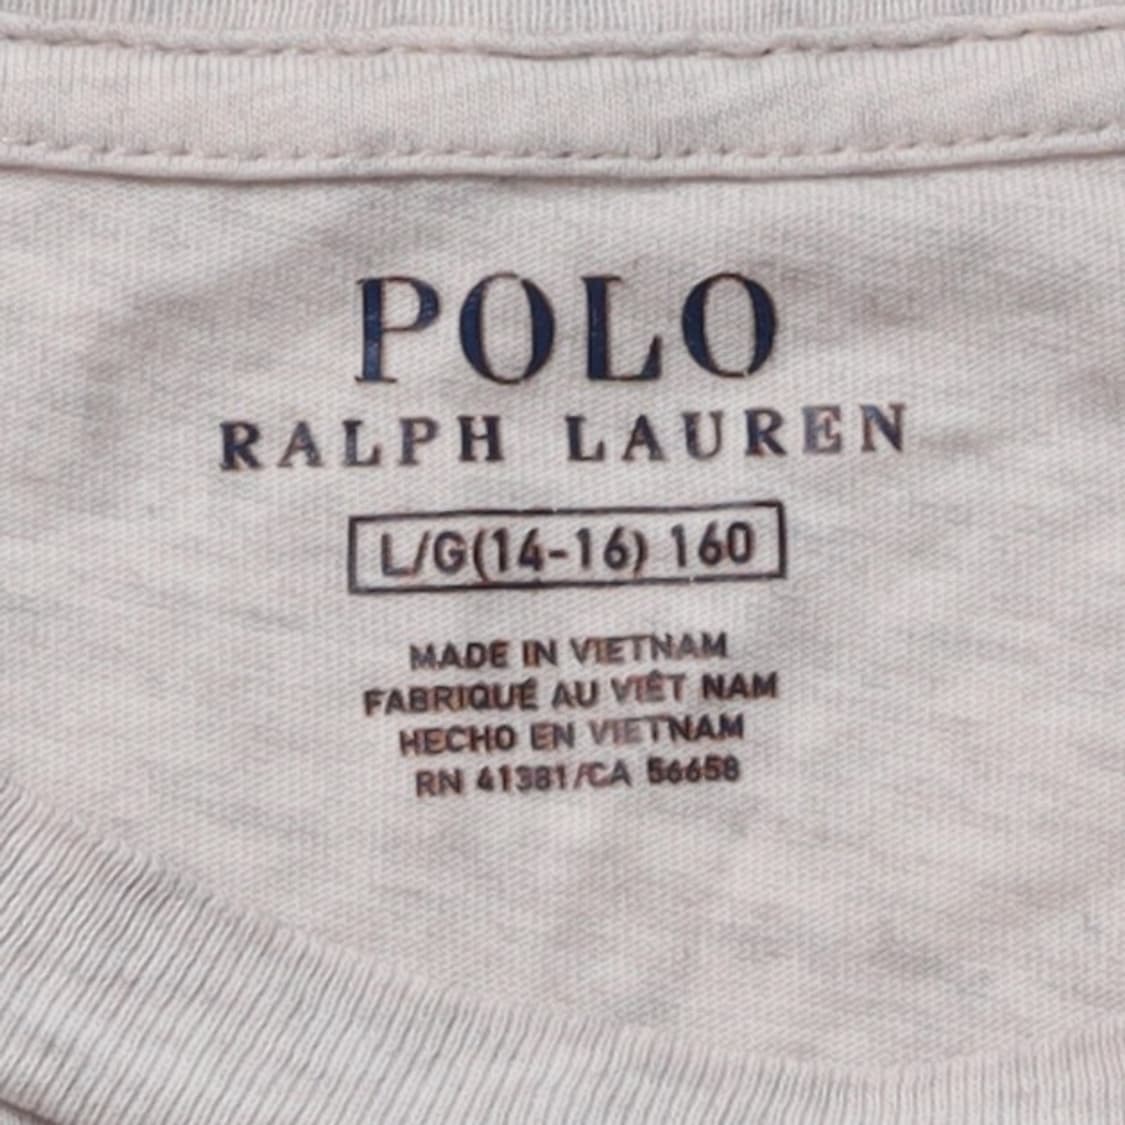 POLO
RALPH LAUREN
L/G(14-16) 160
MADE IN VIETNAM
FABRIQUÉ AU VIÊT NAM
HECHO EN VIETNAM
RN 41381/CA 56658